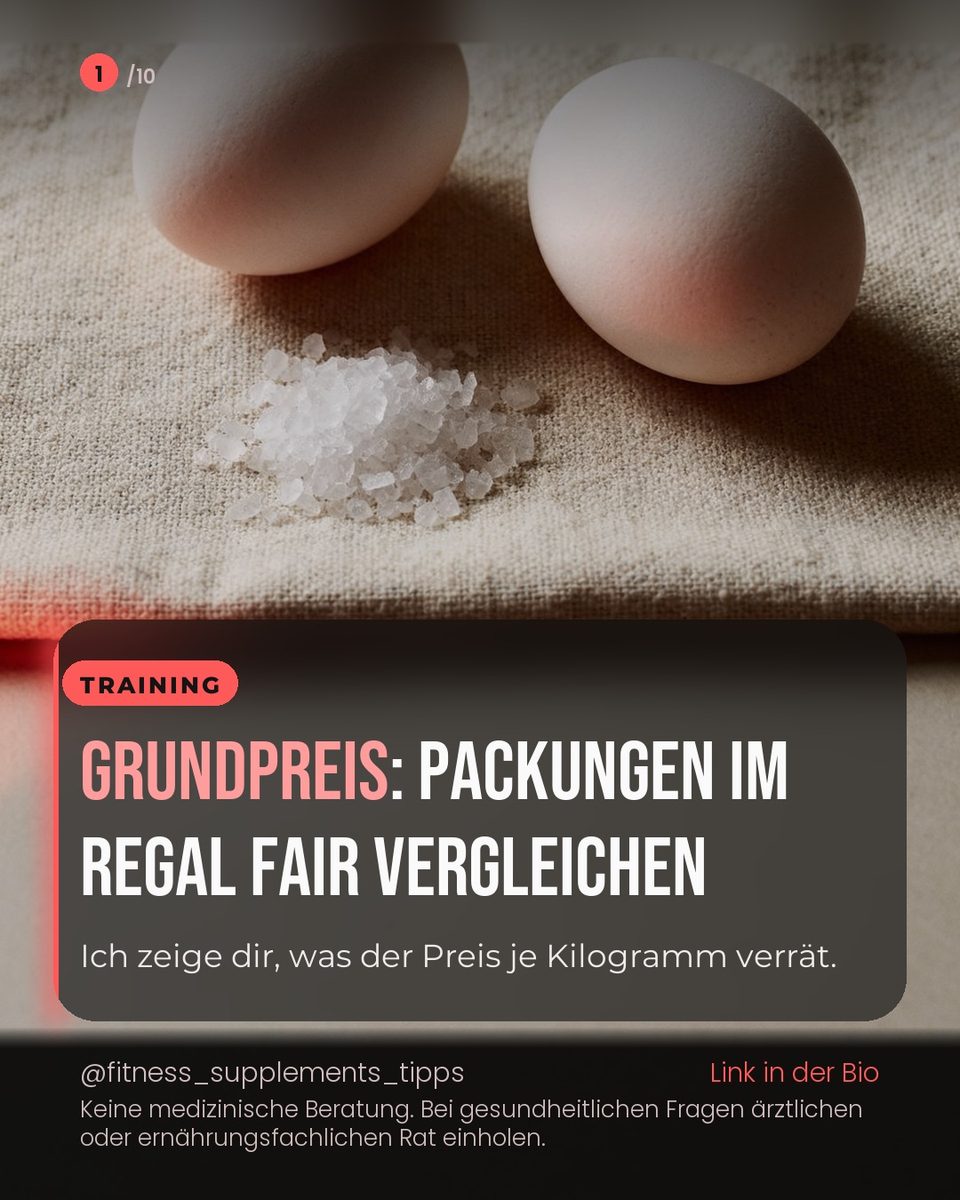 1 /10
TRAINING
GRUNDPREIS: PACKUNGEN IM
REGAL FAIR VERGLEICHEN
Ich zeige dir, was der Preis je Kilogramm verrät.
@fitness_supplements_tipps Link in der Bio
Keine medizinische Beratung. Bei gesundheitlichen Fragen ärztlichen
oder ernährungsfachlichen Rat einholen.